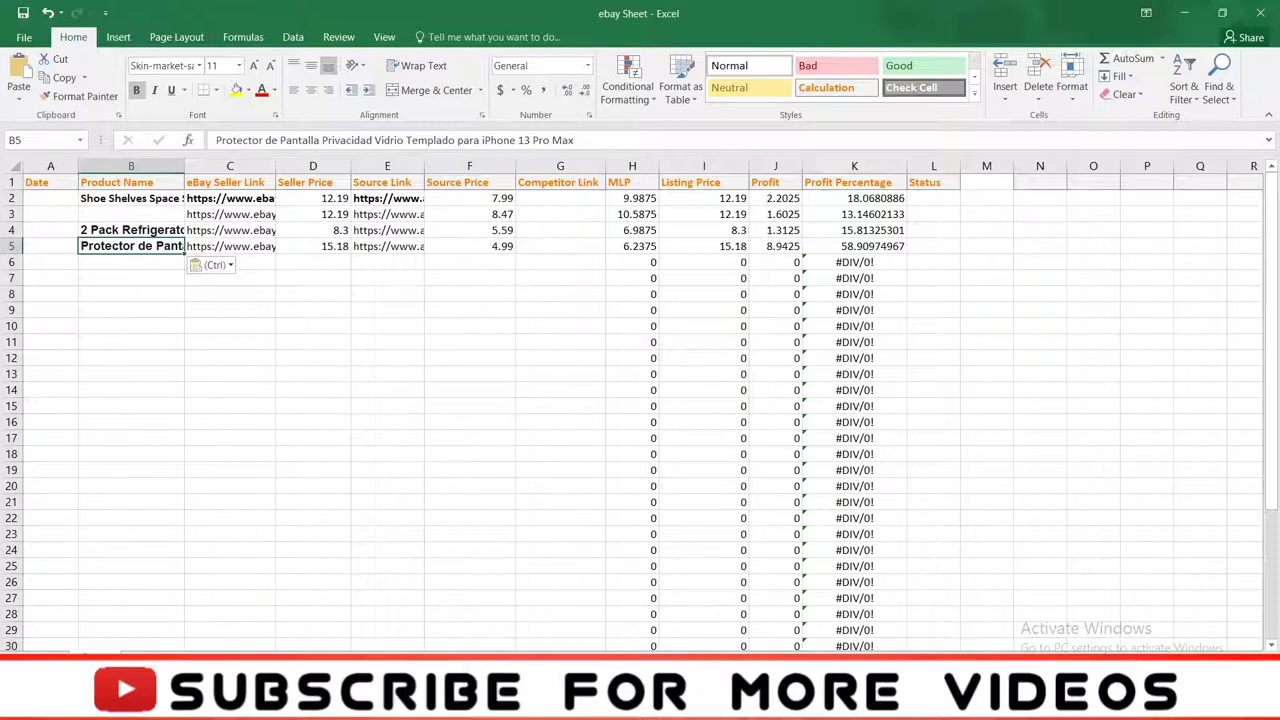 ebay Sheet - Excel
File Home Insert Page Layout Formulas Data Review View Tell me what you want to do... Share
Paste Cut Copy Format Painter Clipboard
Skin-market-sa 11 A A B I U A Font
Wrap Text Merge & Center Alignment
General $ % , Number
Conditional Formatting Format as Table
Normal Bad Good
Neutral Calculation Check Cell
Styles
Insert Delete Format Cells
AutoSum Fill Clear Sort & Filter Find & Select Editing
B5 fx Protector de Pantalla Privacidad Vidrio Templado para iPhone 13 Pro Max
A B C D E F G H I J K L M N O P Q R
1 Date Product Name eBay Seller Link Seller Price Source Link Source Price Competitor Link MLP Listing Price Profit Profit Percentage Status
2 Shoe Shelves Space https://www.eba 12.19 https://www. 7.99 9.9875 12.19 2.2025 18.0680886
3 https://www.ebay 12.19 https://www.a 8.47 10.5875 12.19 1.6025 13.14602133
4 2 Pack Refrigerato https://www.ebay 8.3 https://www.a 5.59 6.9875 8.3 1.3125 15.81325301
5 Protector de Panta https://www.ebay 15.18 https://www.a 4.99 6.2375 15.18 8.9425 58.90974967
6 (Ctrl) 0 0 0 #DIV/0!
7 0 0 0 #DIV/0!
8 0 0 0 #DIV/0!
9 0 0 0 #DIV/0!
10 0 0 0 #DIV/0!
11 0 0 0 #DIV/0!
12 0 0 0 #DIV/0!
13 0 0 0 #DIV/0!
14 0 0 0 #DIV/0!
15 0 0 0 #DIV/0!
16 0 0 0 #DIV/0!
17 0 0 0 #DIV/0!
18 0 0 0 #DIV/0!
19 0 0 0 #DIV/0!
20 0 0 0 #DIV/0!
21 0 0 0 #DIV/0!
22 0 0 0 #DIV/0!
23 0 0 0 #DIV/0!
24 0 0 0 #DIV/0!
25 0 0 0 #DIV/0!
26 0 0 0 #DIV/0!
27 0 0 0 #DIV/0!
28 0 0 0 #DIV/0!
29 0 0 0 #DIV/0!
30 0 0 0 #DIV/0!
Activate Windows
Go to PC settings to activate Windows.
SUBSCRIBE FOR MORE VIDEOS